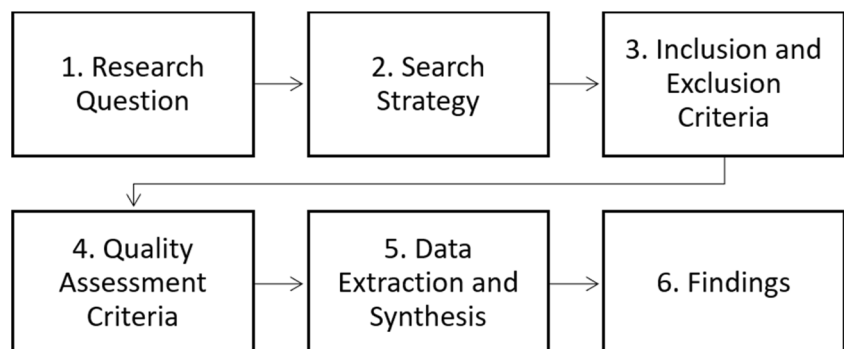 1. Research
Question
2. Search
Strategy
3. Inclusion and
Exclusion
Criteria
4. Quality
Assessment
Criteria
5. Data
Extraction and
Synthesis
6. Findings